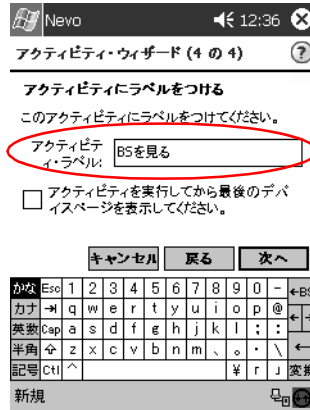 Nevo 12:36
アクティビティ・ウィザード (4 の 4) ?
アクティビティにラベルをつける
このアクティビティにラベルをつけてください。
アクティビテ
ィ・ラベル:
BSを見る
アクティビティを実行してから最後のデバ
イスページを表示してください。
キャンセル 戻る 次へ
かな Esc 1 2 3 4 5 6 7 8 9 0 - ←BS
カナ q w e r t y u i o p @
英数 Cap a s d f g h j k l ; :
半角 z x c v b n m 、 。 ・ \ ←
記号 Ctl ^ ¥ 「 」 変換
新規